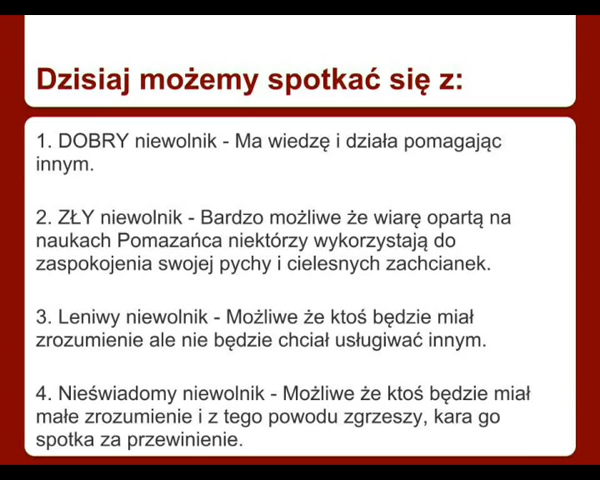 Dzisiaj możemy spotkać się z:
1. DOBRY niewolnik - Ma wiedzę i działa pomagając
innym.
2. ZŁY niewolnik - Bardzo możliwe że wiarę opartą na
naukach Pomazańca niektórzy wykorzystają do
zaspokojenia swojej pychy i cielesnych zachcianek.
3. Leniwy niewolnik - Możliwe że ktoś będzie miał
zrozumienie ale nie będzie chciał usługiwać innym.
4. Nieświadomy niewolnik - Możliwe że ktoś będzie miał
małe zrozumienie i z tego powodu zgrzeszy, kara go
spotka za przewinienie.